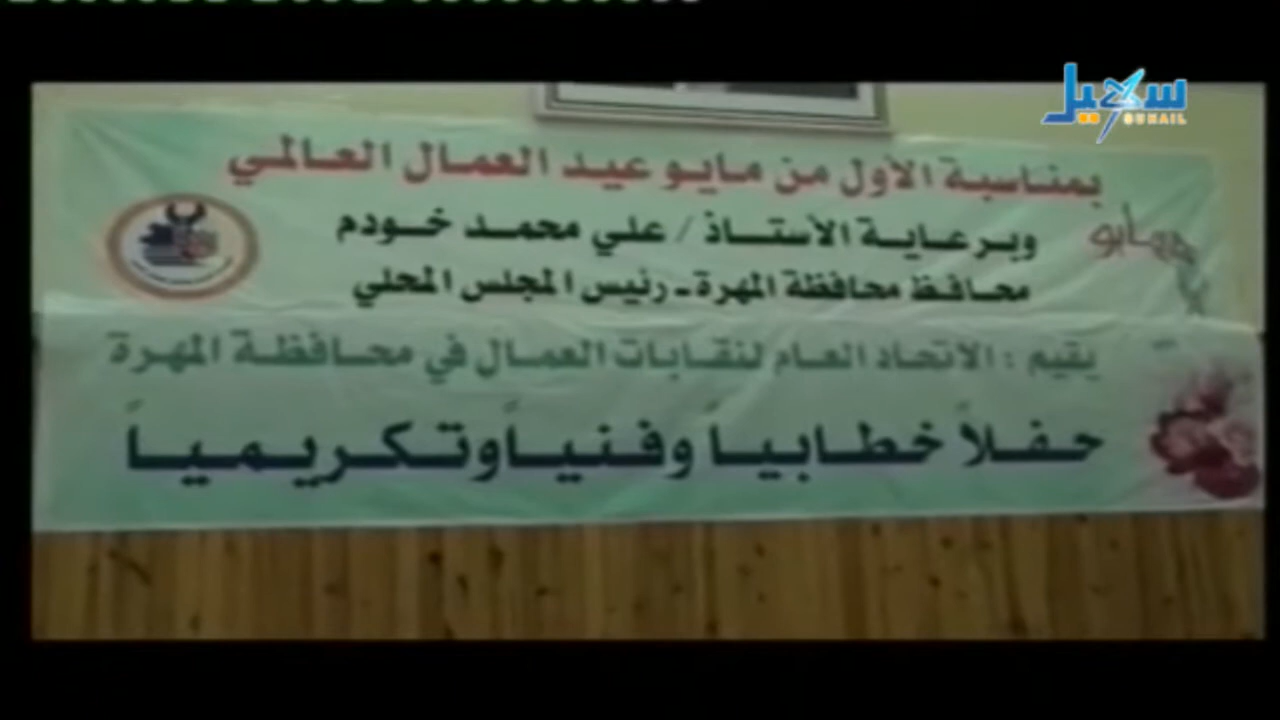 سهيل
SUHAIL
بمناسبة الأول من مايو عيد العمال العالمي
وبرعاية الأستاذ / علي محمد خودم
محافظ محافظة المهرة - رئيس المجلس المحلي
يقيم : الاتحاد العام لنقابات العمال في محافظة المهرة
حفلاً خطابياً وفنياً وتكريمياً